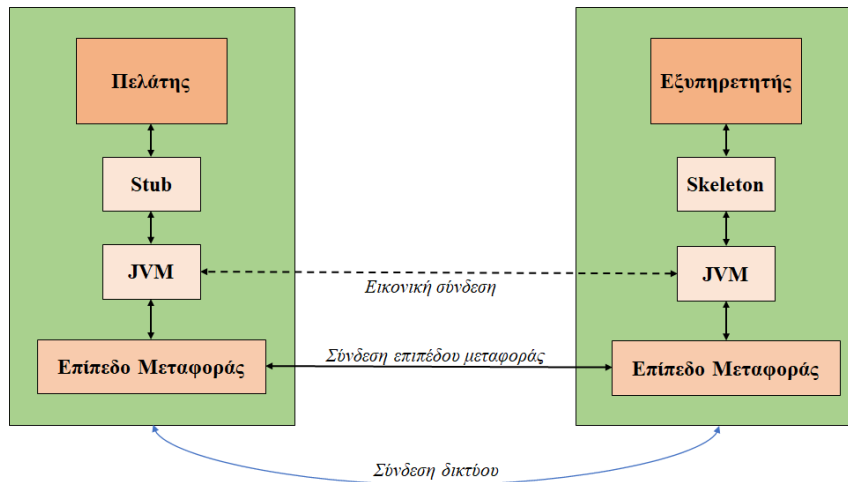 Πελάτης
Εξυπηρετητής
Stub
Skeleton
JVM
JVM
Εικονική σύνδεση
Επίπεδο Μεταφοράς
Σύνδεση επιπέδου μεταφοράς
Επίπεδο Μεταφοράς
Σύνδεση δικτύου